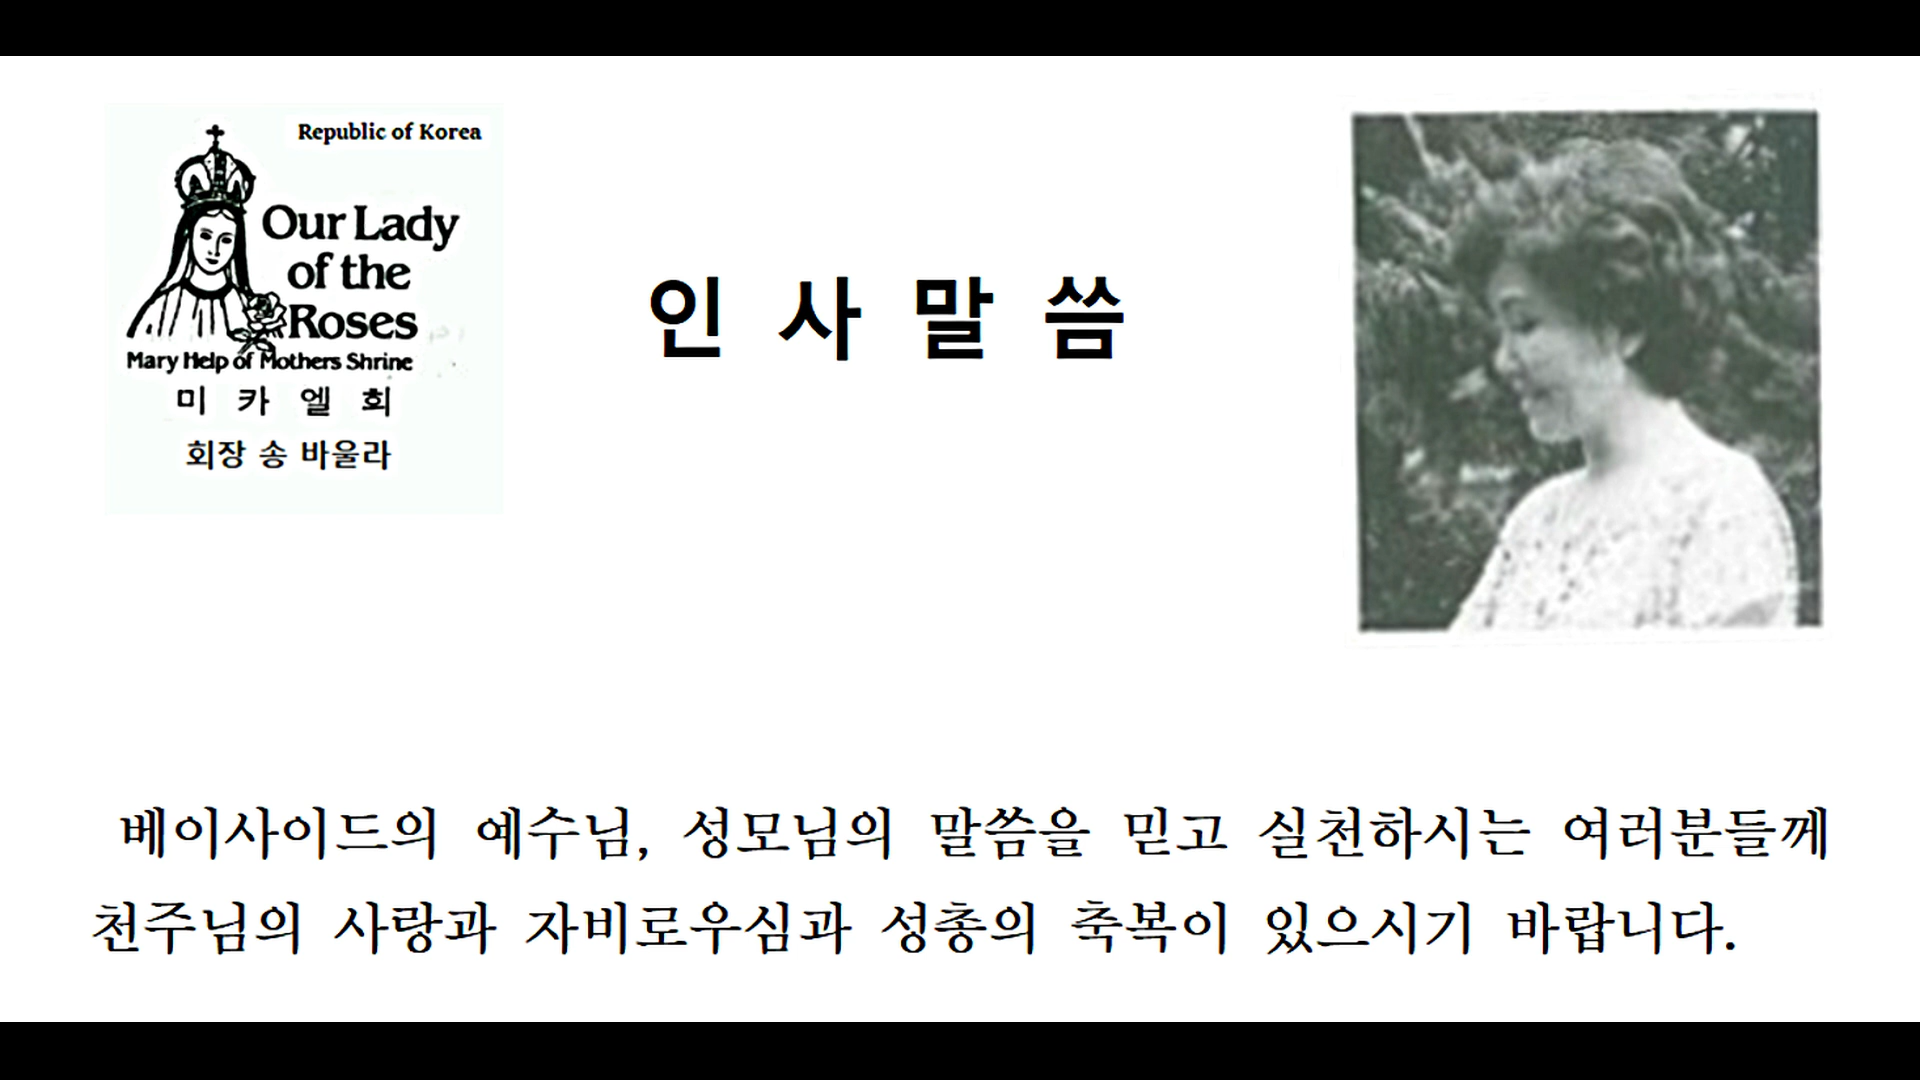 Republic of Korea
Our Lady
of the
Roses
Mary Help of Mothers Shrine
미 카 엘 회
회장 송 바울라
인 사 말 씀
베이사이드의 예수님, 성모님의 말씀을 믿고 실천하시는 여러분들께
천주님의 사랑과 자비로우심과 성총의 축복이 있으시기 바랍니다.